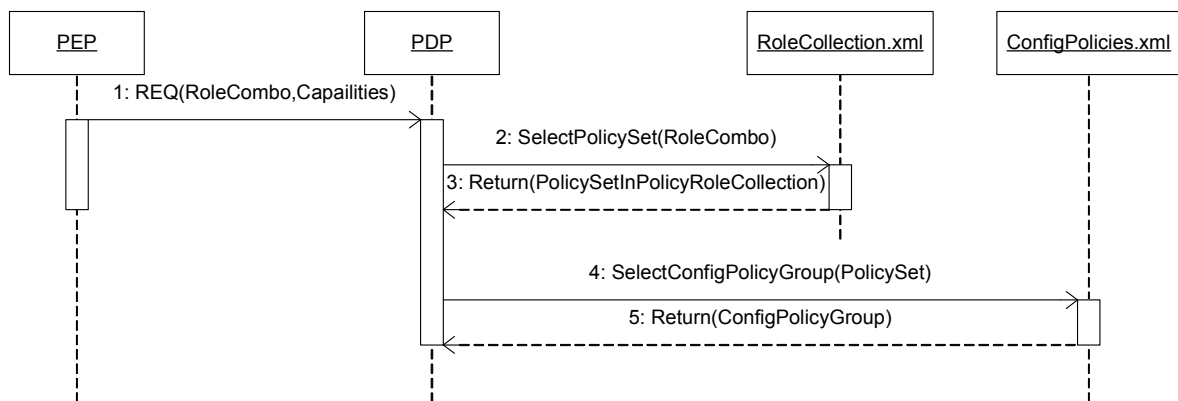 PEP
PDP
RoleCollection.xml
ConfigPolicies.xml
1: REQ(RoleCombo,Capailities)
2: SelectPolicySet(RoleCombo)
3: Return(PolicySetInPolicyRoleCollection)
4: SelectConfigPolicyGroup(PolicySet)
5: Return(ConfigPolicyGroup)